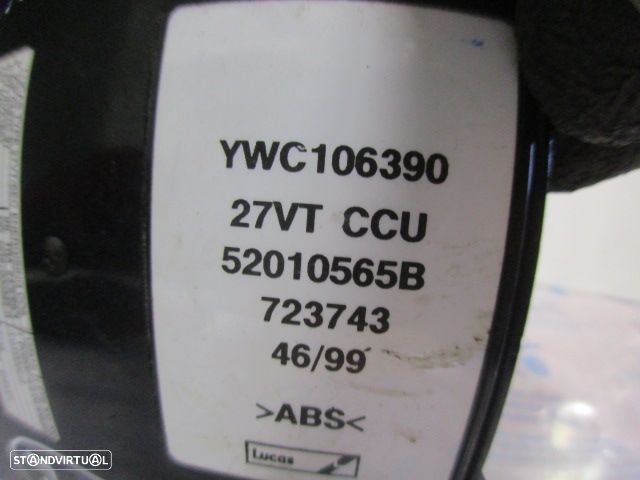 YWC106390
27VT CCU
52010565B
723743
46/99
>ABS<
Lucas
STANDVIRTUAL